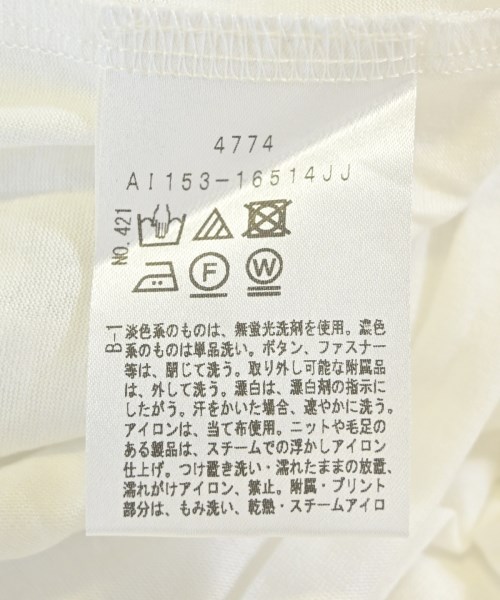 4774
AI153-16514JJ
NO.421
F W
B-1
淡色系のものは、無蛍光洗剤を使用。濃色
系のものは単品洗い。ボタン、ファスナー
等は、閉じて洗う。取り外し可能な附属品
は、外して洗う。漂白は、漂白剤の指示に
したがう。汗をかいた場合、速やかに洗う。
アイロンは、当て布使用。ニットや毛足の
ある製品は、スチームでの浮かしアイロン
仕上げ。つけ置き洗い・濡れたままの放置、
濡れがけアイロン、禁止。附属・プリント
部分は、もみ洗い、乾熱・スチームアイロ